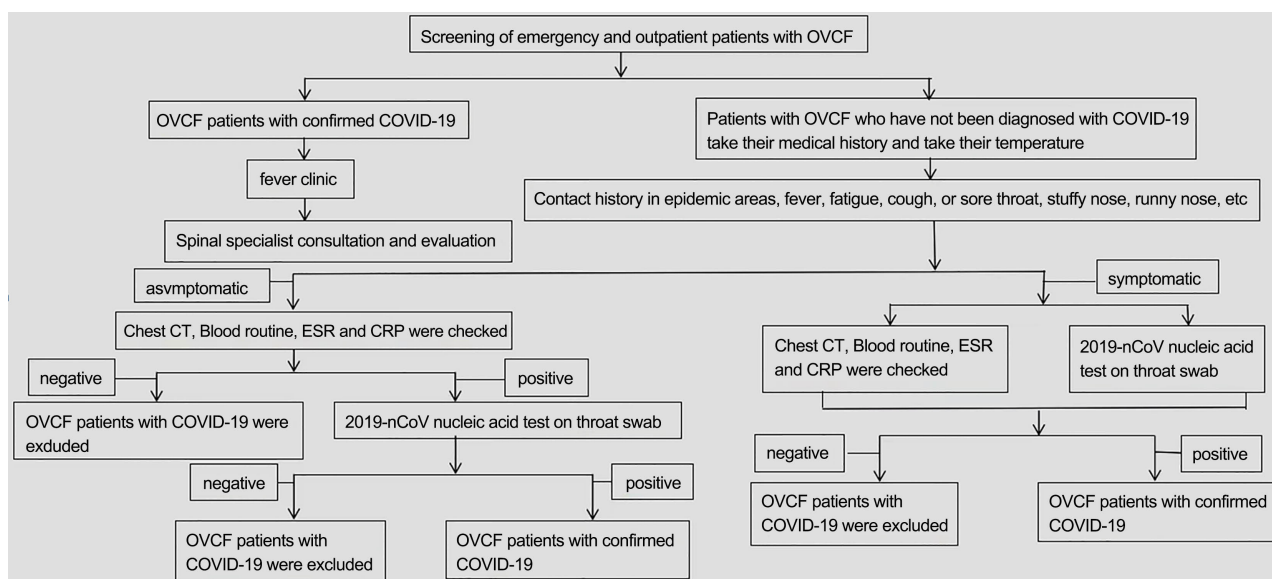 Screening of emergency and outpatient patients with OVCF
OVCF patients with confirmed COVID-19
Patients with OVCF who have not been diagnosed with COVID-19
take their medical history and take their temperature
fever clinic
Contact history in epidemic areas, fever, fatigue, cough, or sore throat, stuffy nose, runny nose, etc
Spinal specialist consultation and evaluation
asvmptomatic
symptomatic
Chest CT, Blood routine, ESR and CRP were checked
Chest CT, Blood routine, ESR
and CRP were checked
2019-nCoV nucleic acid
test on throat swab
negative
positive
OVCF patients with COVID-19 were
exduded
2019-nCoV nucleic acid test on throat swab
negative
positive
negative
positive
OVCF patients with
COVID-19 were excluded
OVCF patients with confirmed
COVID-19
OVCF patients with
COVID-19 were excluded
OVCF patients with confirmed
COVID-19